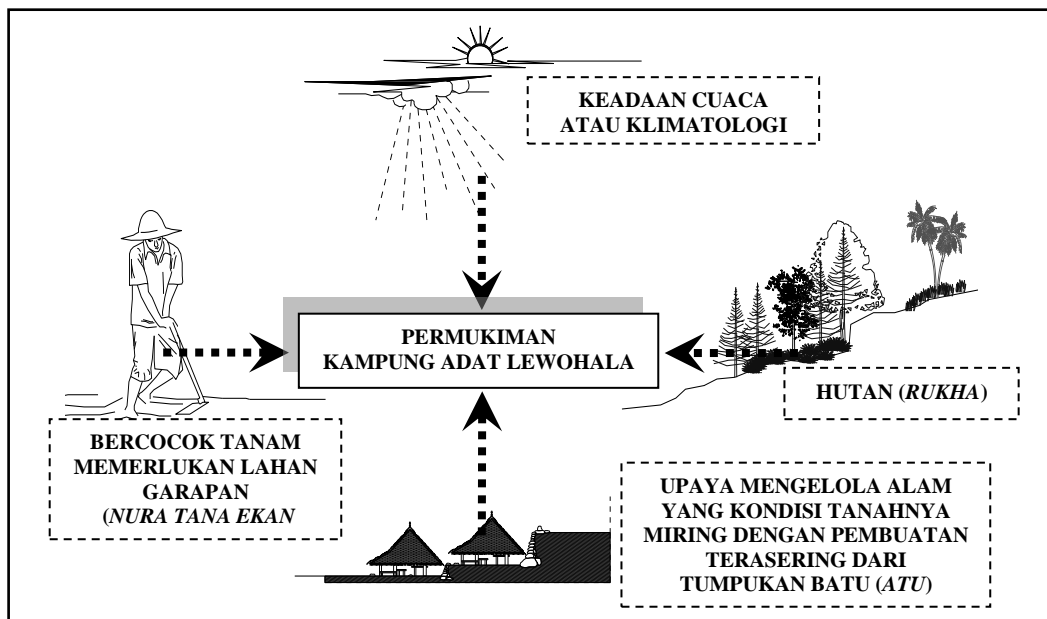 KEADAAN CUACA
ATAU KLIMATOLOGI
PERMUKIMAN
KAMPUNG ADAT LEWOHALA
HUTAN (RUKHA)
BERCOCOK TANAM
MEMERLUKAN LAHAN
GARAPAN
(NURA TANA EKAN
UPAYA MENGELOLA ALAM
YANG KONDISI TANAHNYA
MIRING DENGAN PEMBUATAN
TERASERING DARI
TUMPUKAN BATU (ATU)